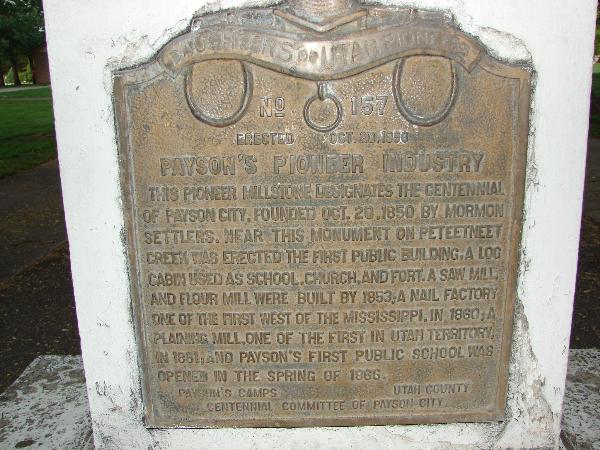 DAUGHTERS OF UTAH PIONEERS
NO 157
ERECTED OCT. 20, 1950
PAYSON'S PIONEER INDUSTRY
THIS PIONEER MILLSTONE DESIGNATES THE CENTENNIAL
OF PAYSON CITY, FOUNDED OCT. 20, 1850 BY MORMON
SETTLERS. NEAR THIS MONUMENT ON PETEETNEET
CREEK WAS ERECTED THE FIRST PUBLIC BUILDING, A LOG
CABIN USED AS SCHOOL, CHURCH, AND FORT. A SAW MILL,
AND FLOUR MILL WERE BUILT BY 1853; A NAIL FACTORY
ONE OF THE FIRST WEST OF THE MISSISSIPPI, IN 1860; A
PLAINING MILL, ONE OF THE FIRST IN UTAH TERRITORY,
IN 1861; AND PAYSON'S FIRST PUBLIC SCHOOL WAS
OPENED IN THE SPRING OF 1866.
PAYSON'S CAMPS UTAH COUNTY
CENTENNIAL COMMITTEE OF PAYSON CITY